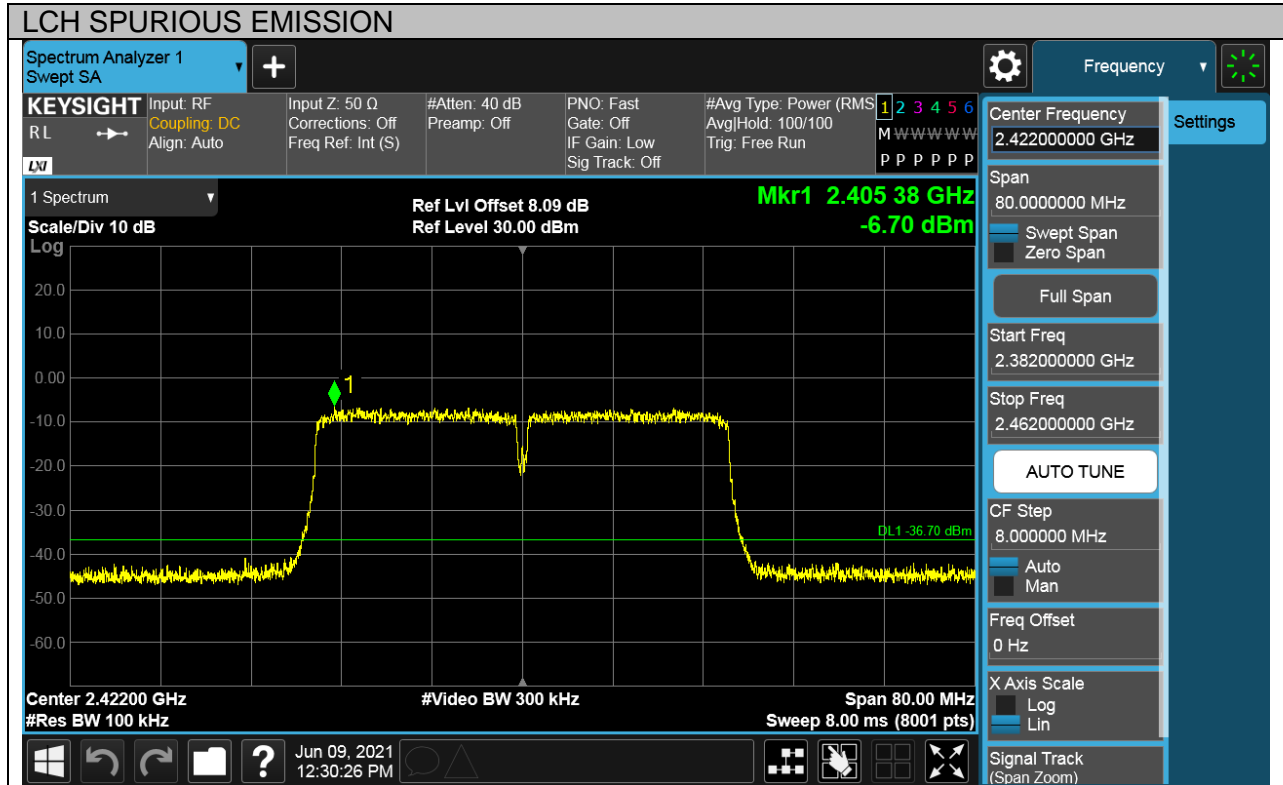 LCH SPURIOUS EMISSION
Spectrum Analyzer 1
Swept SA
Frequency
KEYSIGHT
RL
LXI
Input: RF
Coupling: DC
Align: Auto
Input Z: 50 Ω
Corrections: Off
Freq Ref: Int (S)
#Atten: 40 dB
Preamp: Off
PNO: Fast
Gate: Off
IF Gain: Low
Sig Track: Off
#Avg Type: Power (RMS
Avg|Hold: 100/100
Trig: Free Run
1 2 3 4 5 6
M W W W W W
P P P P P P
Center Frequency
2.422000000 GHz
Settings
1 Spectrum
Scale/Div 10 dB
Ref Lvl Offset 8.09 dB
Ref Level 30.00 dBm
Mkr1 2.405 38 GHz
-6.70 dBm
Log
20.0
10.0
0.00
-10.0
-20.0
-30.0
-40.0
-50.0
-60.0
1
DL1 -36.70 dBm
Center 2.42200 GHz
#Res BW 100 kHz
#Video BW 300 kHz
Span 80.00 MHz
Sweep 8.00 ms (8001 pts)
Span
80.0000000 MHz
Swept Span
Zero Span
Full Span
Start Freq
2.382000000 GHz
Stop Freq
2.462000000 GHz
AUTO TUNE
CF Step
8.000000 MHz
Auto
Man
Freq Offset
0 Hz
X Axis Scale
Log
Lin
Signal Track
(Span Zoom)
?
Jun 09, 2021
12:30:26 PM